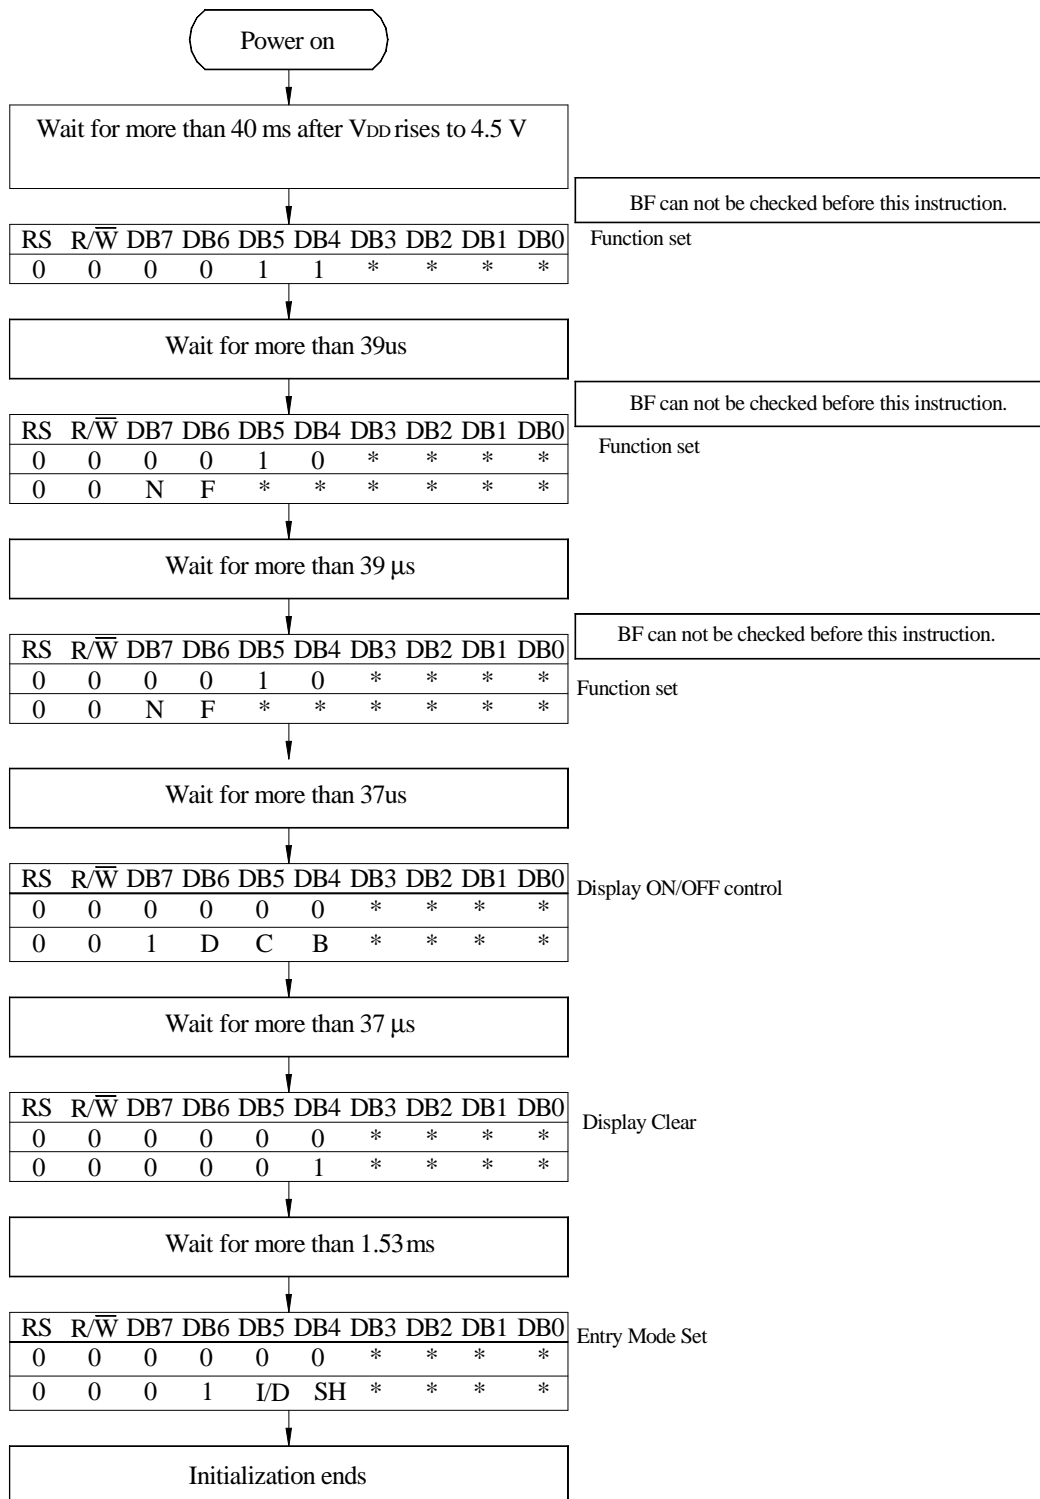 Power on
Wait for more than 40 ms after VDD rises to 4.5 V
BF can not be checked before this instruction.
RS R/W̅ DB7 DB6 DB5 DB4 DB3 DB2 DB1 DB0
Function set
0 0 0 0 1 1 * * * *
Wait for more than 39us
BF can not be checked before this instruction.
RS R/W̅ DB7 DB6 DB5 DB4 DB3 DB2 DB1 DB0
Function set
0 0 0 0 1 0 * * * *
0 0 N F * * * * * *
Wait for more than 39 µs
BF can not be checked before this instruction.
RS R/W̅ DB7 DB6 DB5 DB4 DB3 DB2 DB1 DB0
0 0 0 0 1 0 * * * *
Function set
0 0 N F * * * * * *
Wait for more than 37us
RS R/W̅ DB7 DB6 DB5 DB4 DB3 DB2 DB1 DB0
Display ON/OFF control
0 0 0 0 0 0 * * * *
0 0 1 D C B * * * *
Wait for more than 37 µs
RS R/W̅ DB7 DB6 DB5 DB4 DB3 DB2 DB1 DB0
Display Clear
0 0 0 0 0 0 * * * *
0 0 0 0 0 1 * * * *
Wait for more than 1.53ms
RS R/W̅ DB7 DB6 DB5 DB4 DB3 DB2 DB1 DB0
Entry Mode Set
0 0 0 0 0 0 * * * *
0 0 0 1 I/D SH * * * *
Initialization ends